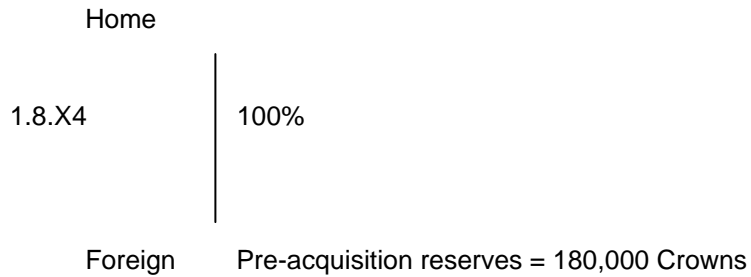 Home
1.8.X4 100%
Foreign Pre-acquisition reserves = 180,000 Crowns